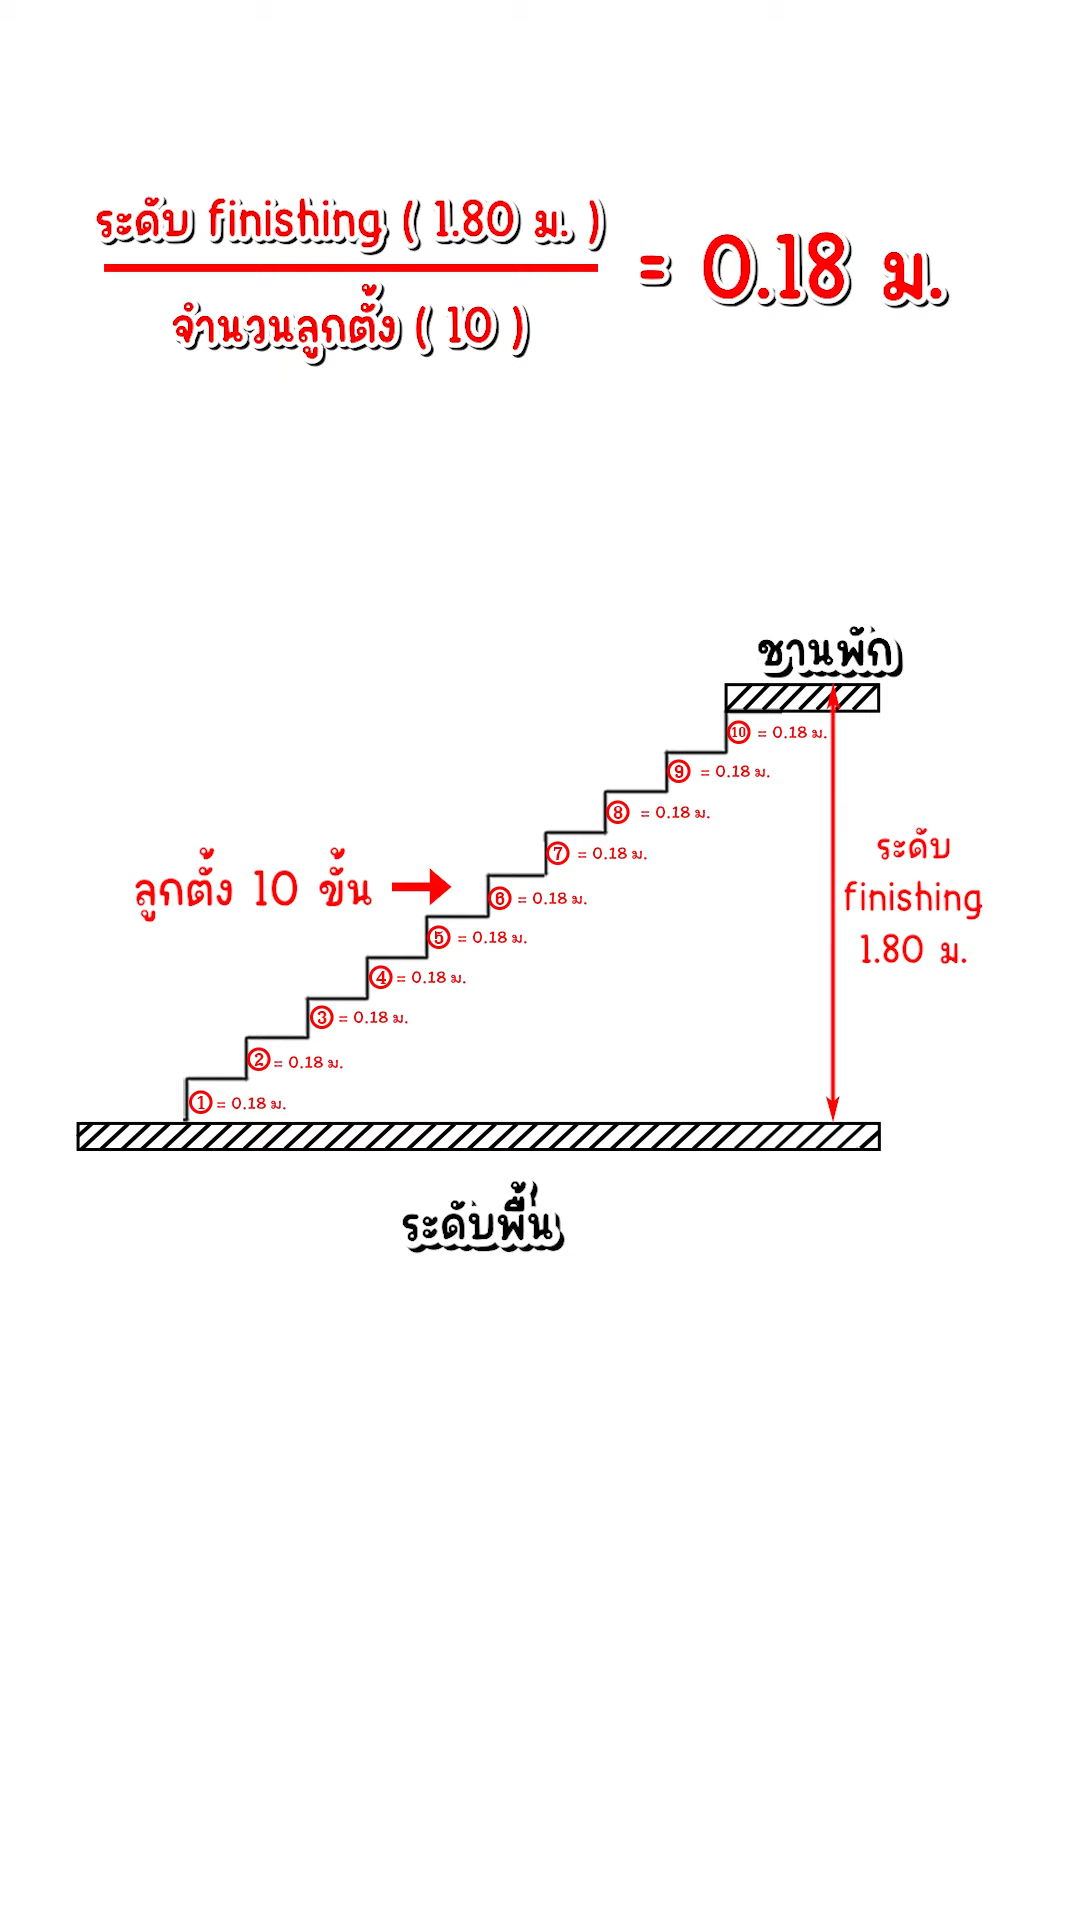 ระดับ finishing ( 1.80 ม. )
จำนวนลูกตั้ง ( 10 )
= 0.18 ม.
ชานพัก
10 = 0.18 ม.
9 = 0.18 ม.
8 = 0.18 ม.
7 = 0.18 ม.
6 = 0.18 ม.
5 = 0.18 ม.
4 = 0.18 ม.
3 = 0.18 ม.
2 = 0.18 ม.
1 = 0.18 ม.
ลูกตั้ง 10 ขั้น
ระดับ
finishing
1.80 ม.
ระดับพื้น